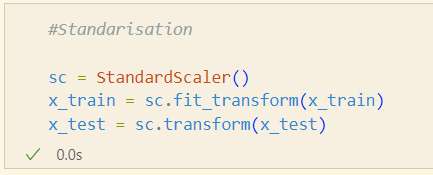 #Standarisation
sc = StandardScaler()
x_train = sc.fit_transform(x_train)
x_test = sc.transform(x_test)
✓ 0.0s